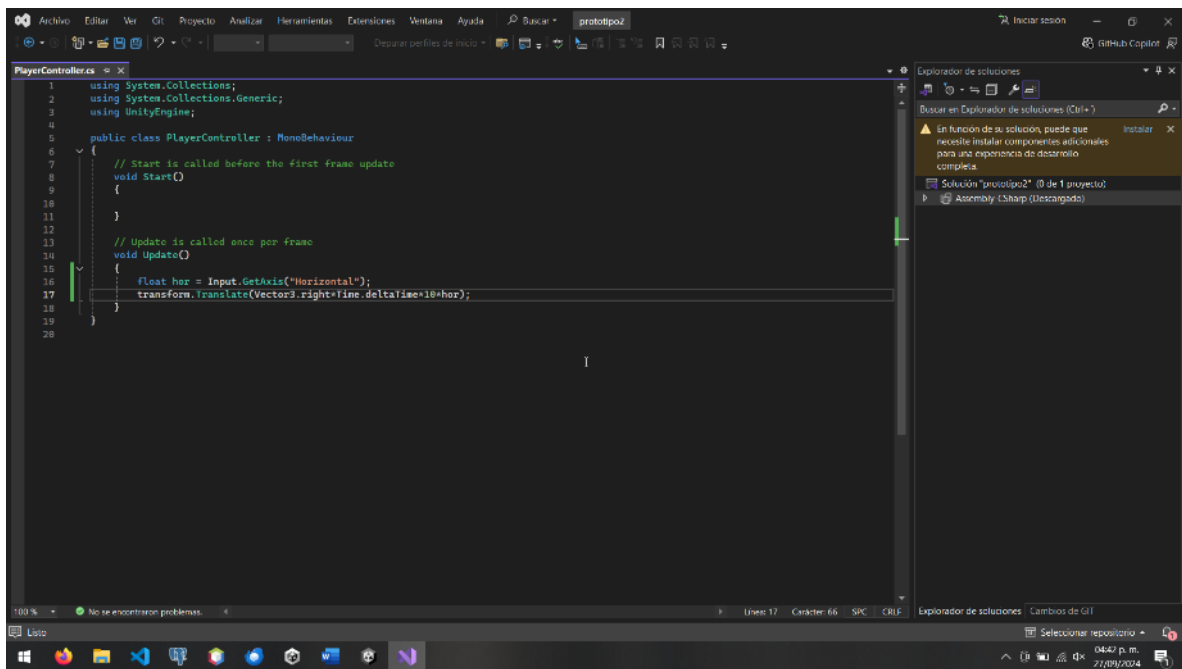 Archivo Editar Ver Git Proyecto Analizar Herramientas Extensiones Ventana Ayuda Buscar prototipo2 Iniciar sesión
Depurar perfiles de inicio GitHub Copilot
PlayerController.cs
1 using System.Collections;
2 using System.Collections.Generic;
3 using UnityEngine;
4
5 public class PlayerController : MonoBehaviour
6 {
7 // Start is called before the first frame update
8 void Start()
9 {
10
11 }
12
13 // Update is called once per frame
14 void Update()
15 {
16 float hor = Input.GetAxis("Horizontal");
17 transform.Translate(Vector3.right*Time.deltaTime*10*hor);
18 }
19 }
20
Explorador de soluciones
Buscar en Explorador de soluciones (Ctrl+´)
En función de su solución, puede que Instalar
necesite instalar componentes adicionales
para una experiencia de desarrollo
completa.
Solución "prototipo2" (0 de 1 proyecto)
Assembly-CSharp (Descargado)
100 % No se encontraron problemas. Línea: 17 Carácter: 66 SPC CRLF
Explorador de soluciones Cambios de GIT
Listo Seleccionar repositorio
04:42 p. m.
27/09/2024